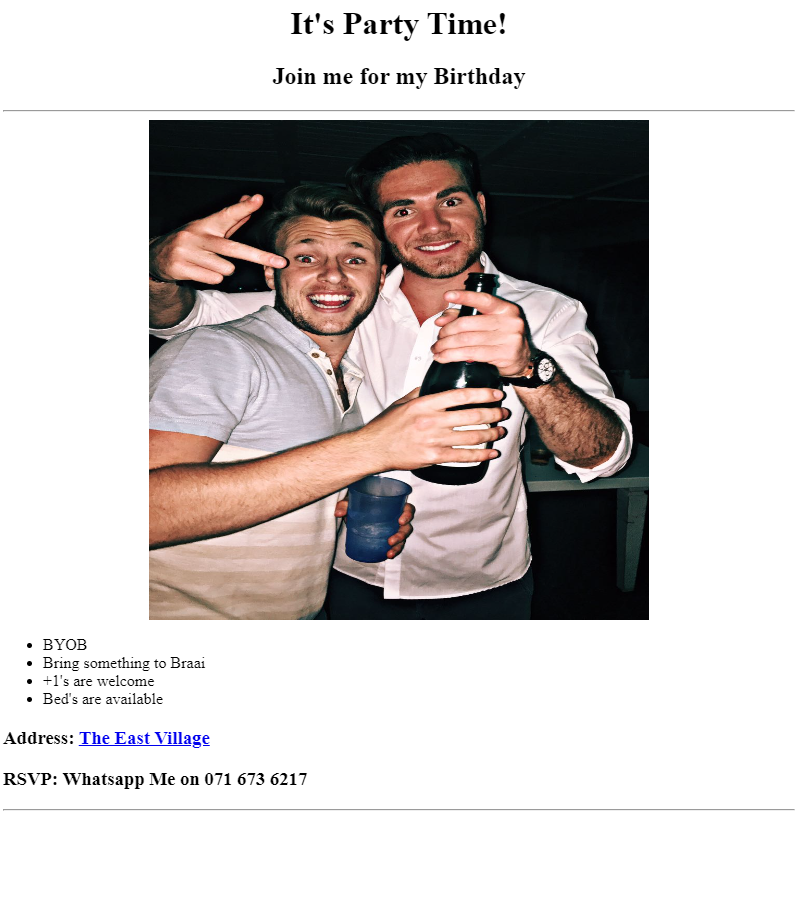 It's Party Time!
Join me for my Birthday
BYOB
Bring something to Braai
+1's are welcome
Bed's are available
Address: The East Village
RSVP: Whatsapp Me on 071 673 6217